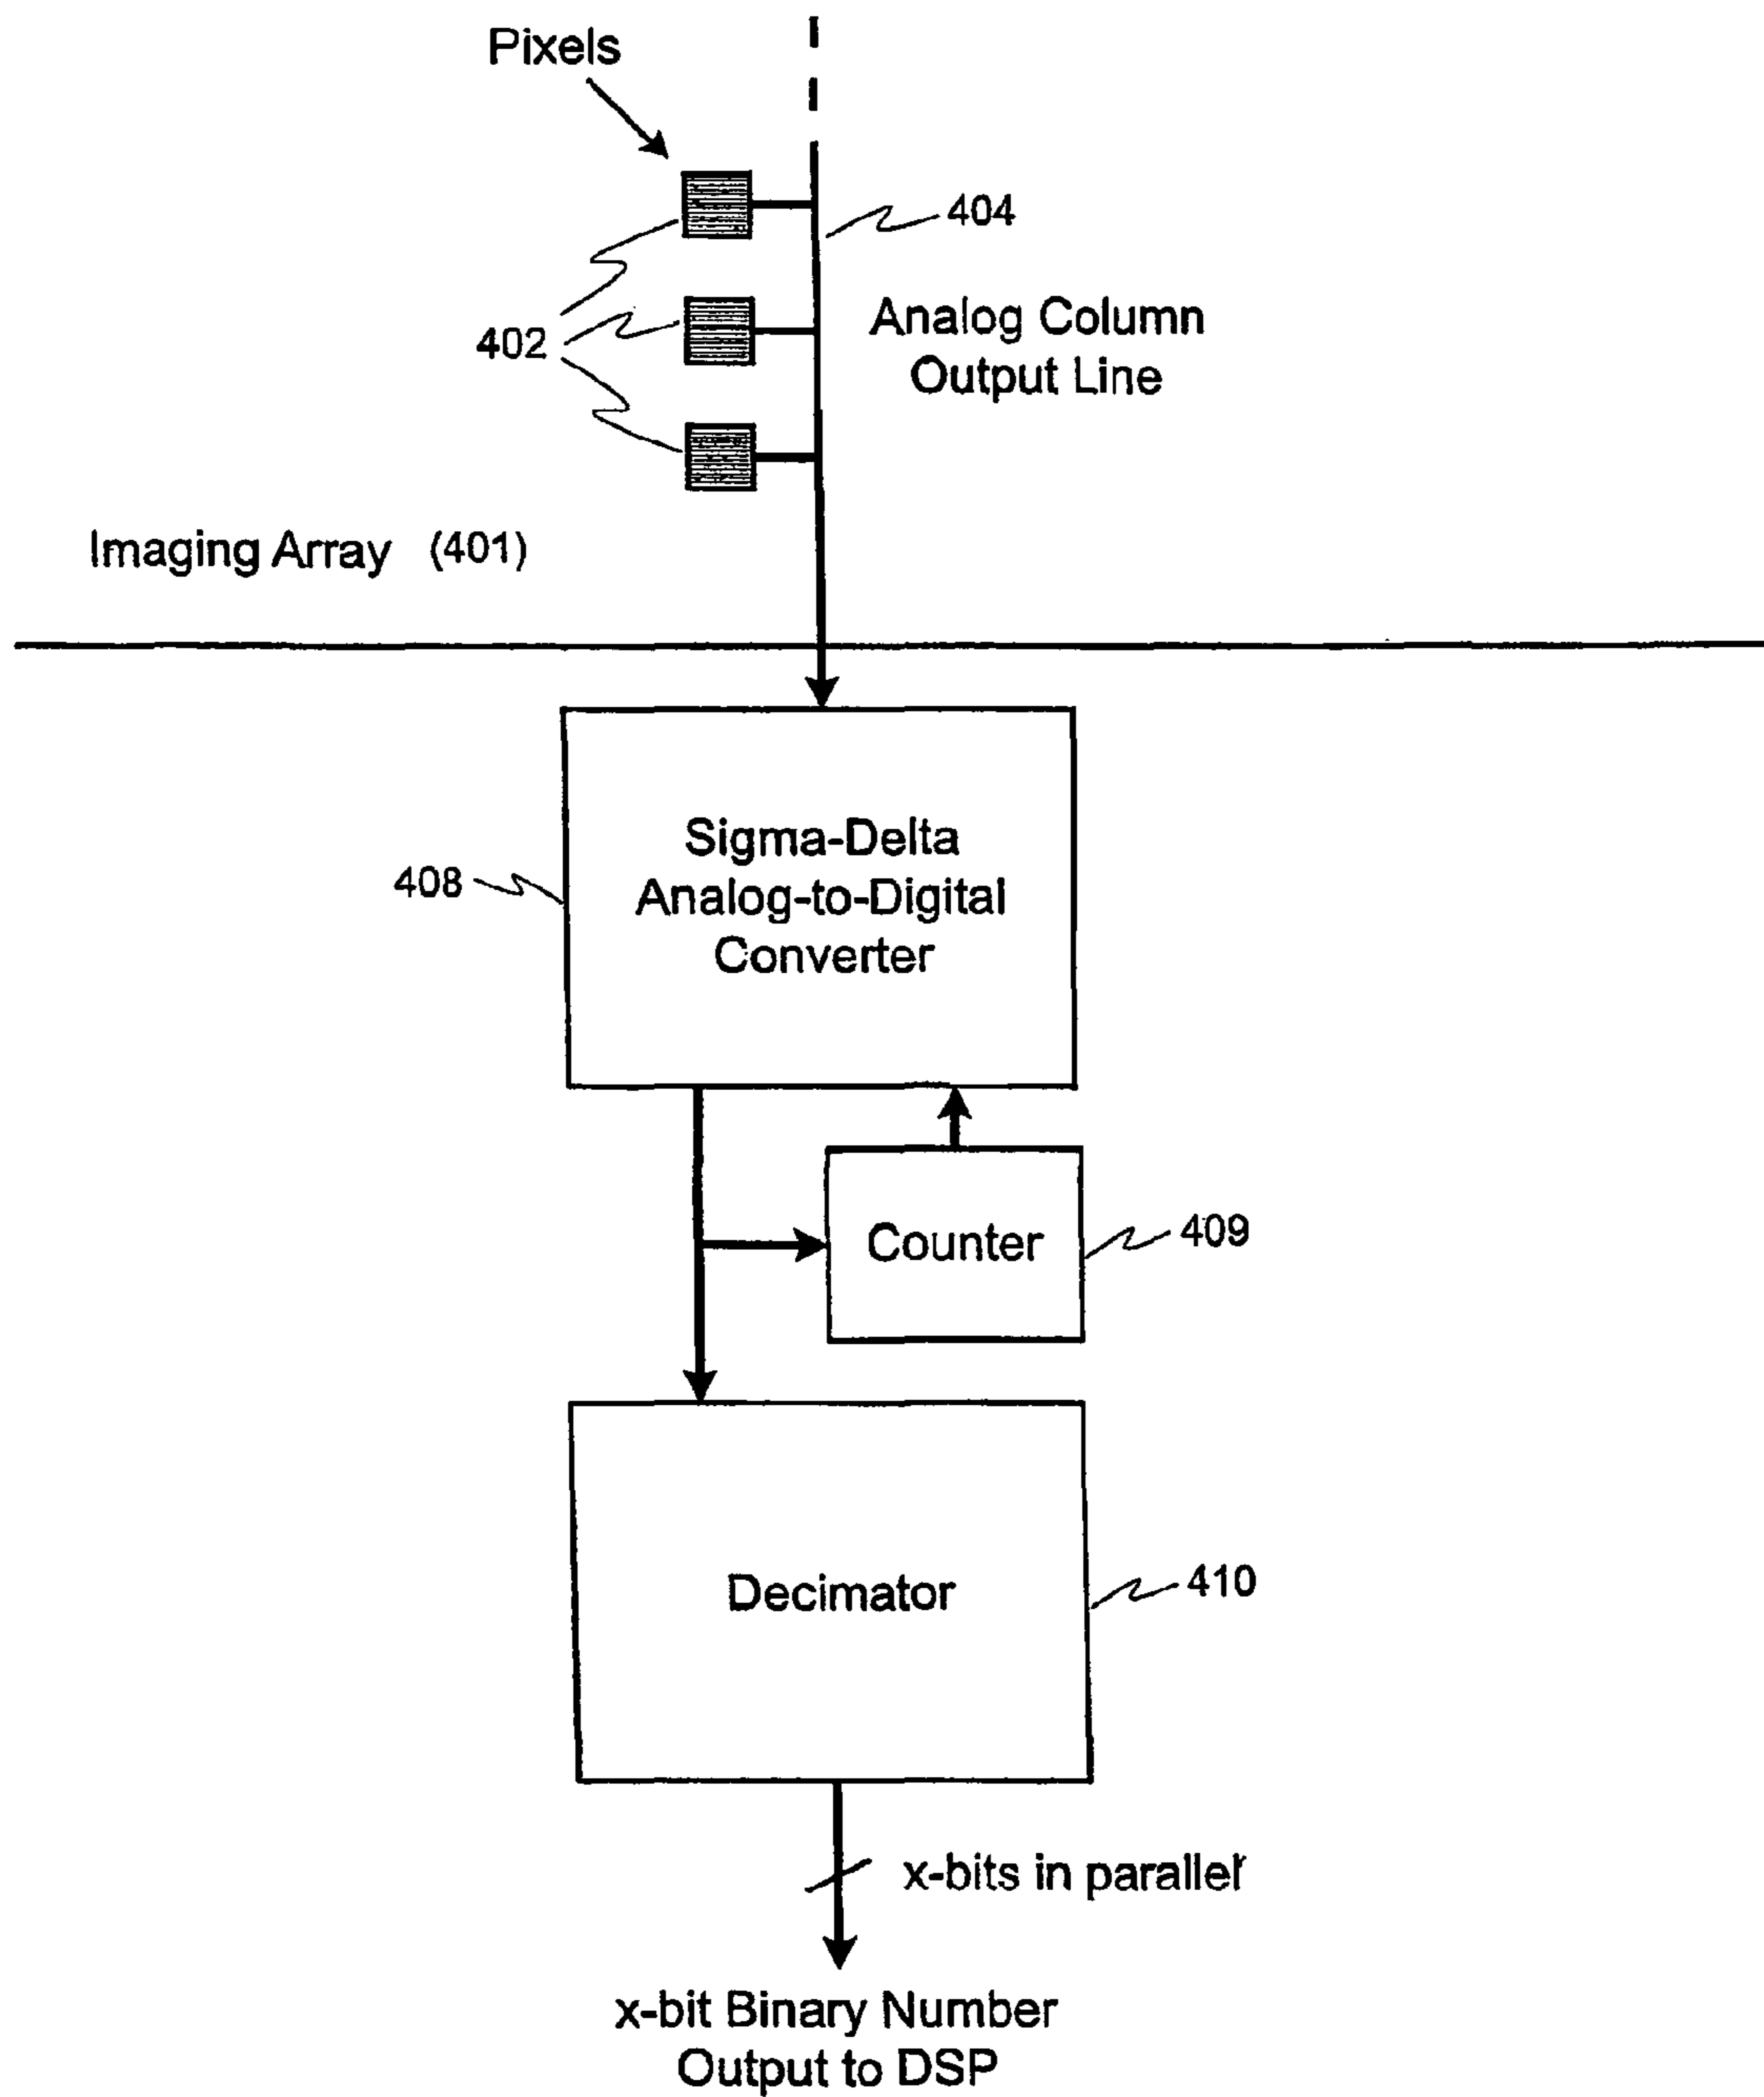 Pixels
404
402
Analog Column
Output Line
Imaging Array (401)
Sigma-Delta
Analog-to-Digital
Converter
408
Counter
409
Decimator
410
x-bits in parallel
x-bit Binary Number
Output to DSP